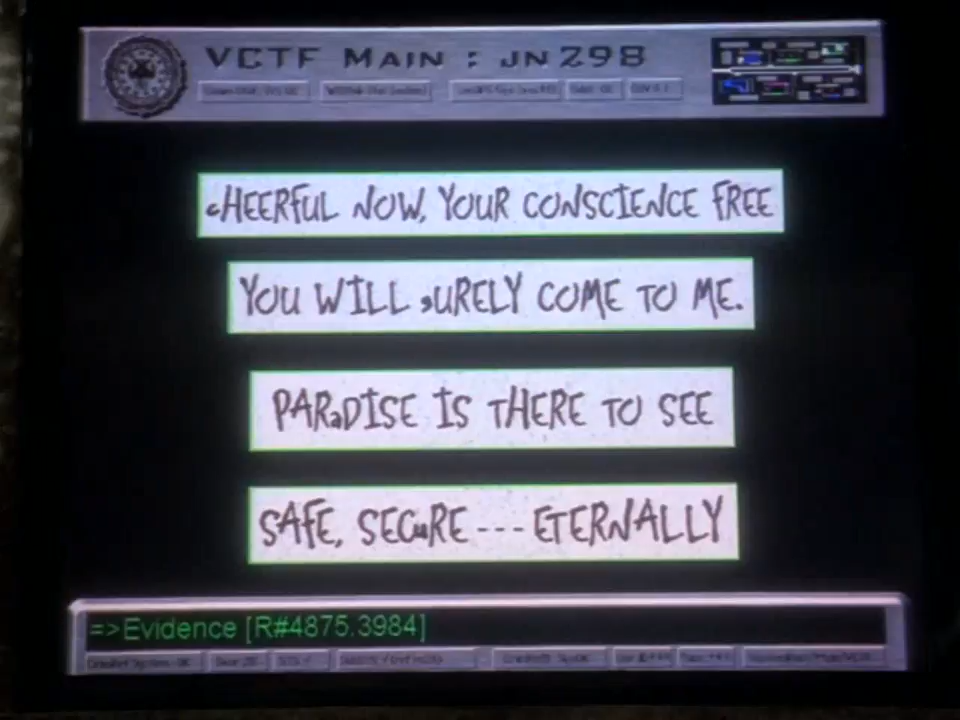 VCTF MAIN : JN298
cHEERFUL NOW, YOUR CONSCIENCE FREE
YOU WILL sURELY COME TO ME.
PARaDISE IS tHERE TO SEE
SAFE, SECuRE --- ETERNALLY
=>Evidence [R#4875.3984]